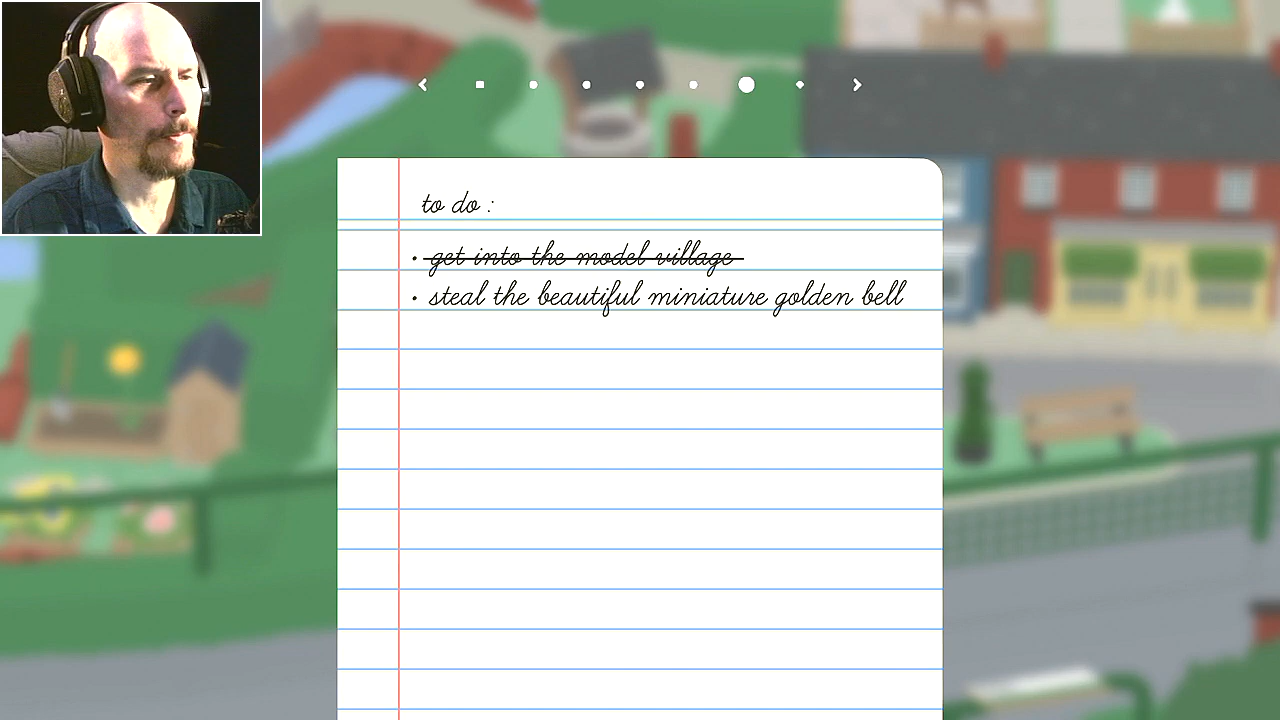 to do :
• get into the model village
• steal the beautiful miniature golden bell